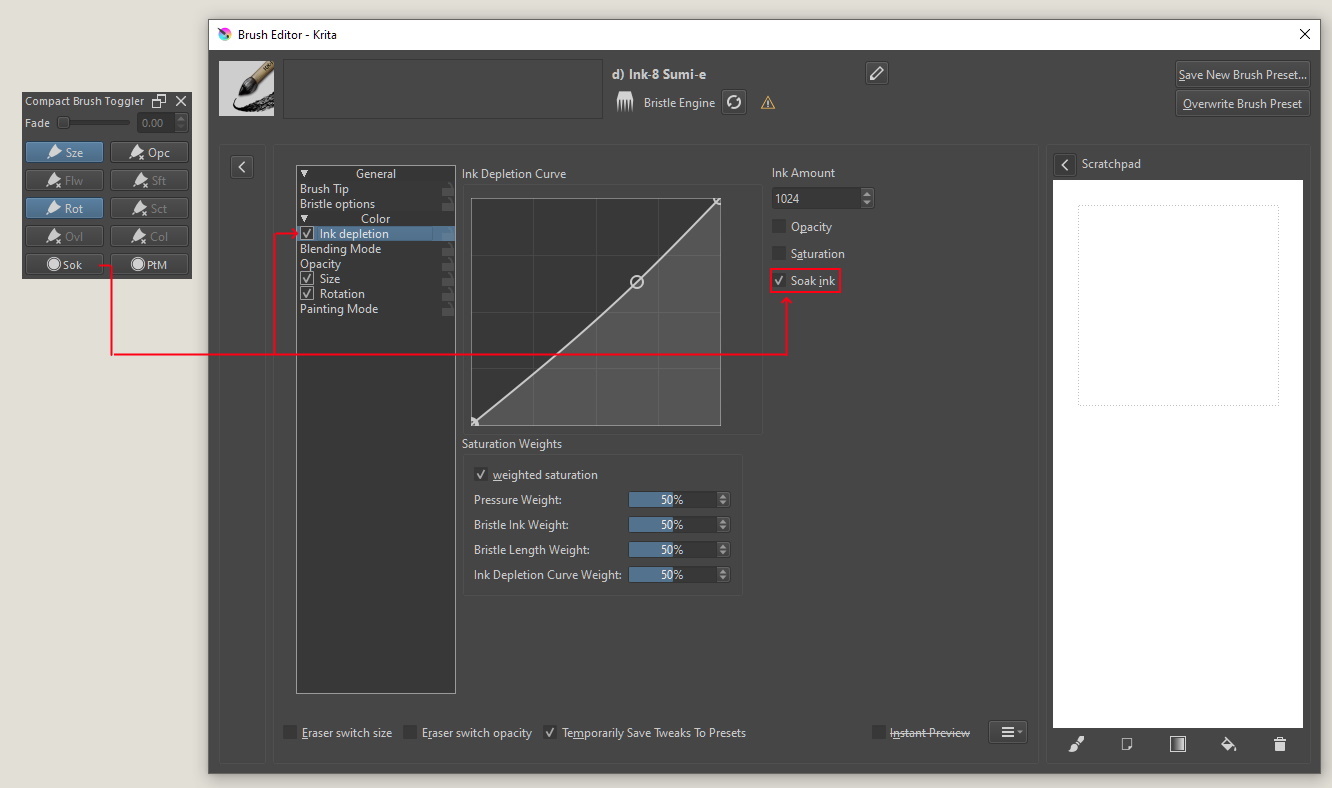 Brush Editor - Krita
d) Ink-8 Sumi-e
Bristle Engine
Save New Brush Preset...
Overwrite Brush Preset
Compact Brush Toggler
Fade 0.00
Sze Opc
Flw Sft
Rot Sct
Ovl Col
Sok PtM
General
Brush Tip
Bristle options
Color
Ink depletion
Blending Mode
Opacity
Size
Rotation
Painting Mode
Ink Depletion Curve
Saturation Weights
weighted saturation
Pressure Weight: 50%
Bristle Ink Weight: 50%
Bristle Length Weight: 50%
Ink Depletion Curve Weight: 50%
Ink Amount
1024
Opacity
Saturation
Soak ink
Scratchpad
Eraser switch size
Eraser switch opacity
Temporarily Save Tweaks To Presets
Instant Preview